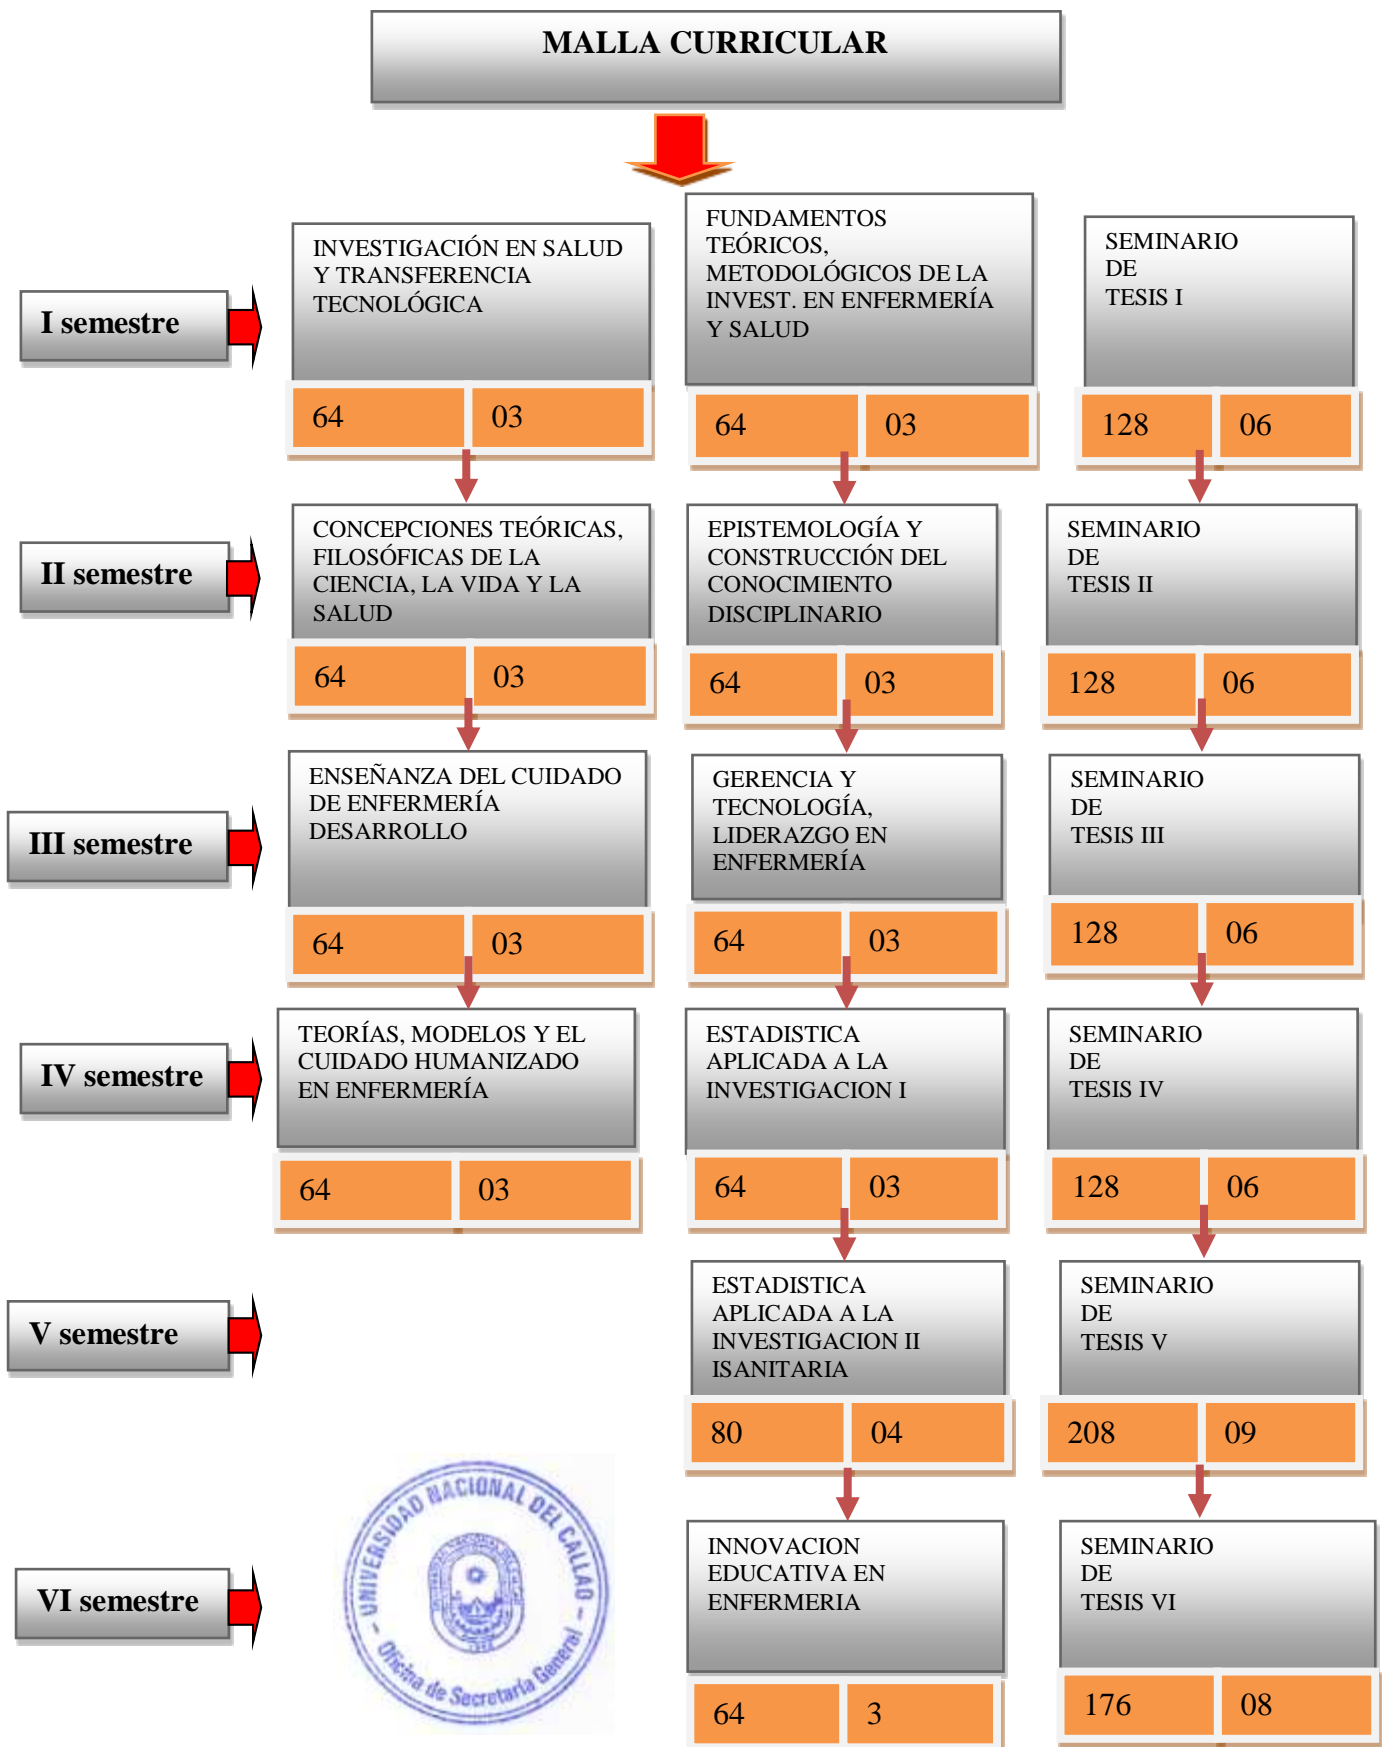 MALLA CURRICULAR
I semestre
INVESTIGACIÓN EN SALUD
Y TRANSFERENCIA
TECNOLÓGICA
64 03
FUNDAMENTOS
TEÓRICOS,
METODOLÓGICOS DE LA
INVEST. EN ENFERMERÍA
Y SALUD
64 03
SEMINARIO
DE
TESIS I
128 06
II semestre
CONCEPCIONES TEÓRICAS,
FILOSÓFICAS DE LA
CIENCIA, LA VIDA Y LA
SALUD
64 03
EPISTEMOLOGÍA Y
CONSTRUCCIÓN DEL
CONOCIMIENTO
DISCIPLINARIO
64 03
SEMINARIO
DE
TESIS II
128 06
III semestre
ENSEÑANZA DEL CUIDADO
DE ENFERMERÍA
DESARROLLO
64 03
GERENCIA Y
TECNOLOGÍA,
LIDERAZGO EN
ENFERMERÍA
64 03
SEMINARIO
DE
TESIS III
128 06
IV semestre
TEORÍAS, MODELOS Y EL
CUIDADO HUMANIZADO
EN ENFERMERÍA
64 03
ESTADISTICA
APLICADA A LA
INVESTIGACION I
64 03
SEMINARIO
DE
TESIS IV
128 06
V semestre
ESTADISTICA
APLICADA A LA
INVESTIGACION II
ISANITARIA
80 04
SEMINARIO
DE
TESIS V
208 09
VI semestre
UNIVERSIDAD NACIONAL DEL CALLAO
Oficina de Secretaría General
INNOVACION
EDUCATIVA EN
ENFERMERIA
64 3
SEMINARIO
DE
TESIS VI
176 08